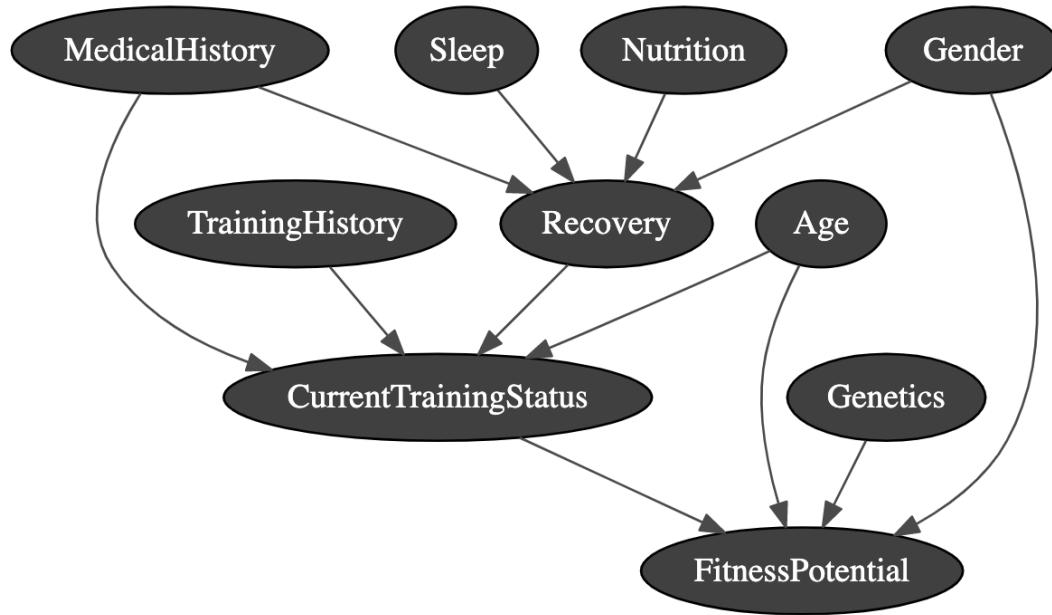 MedicalHistory
Sleep
Nutrition
Gender
TrainingHistory
Recovery
Age
CurrentTrainingStatus
Genetics
FitnessPotential